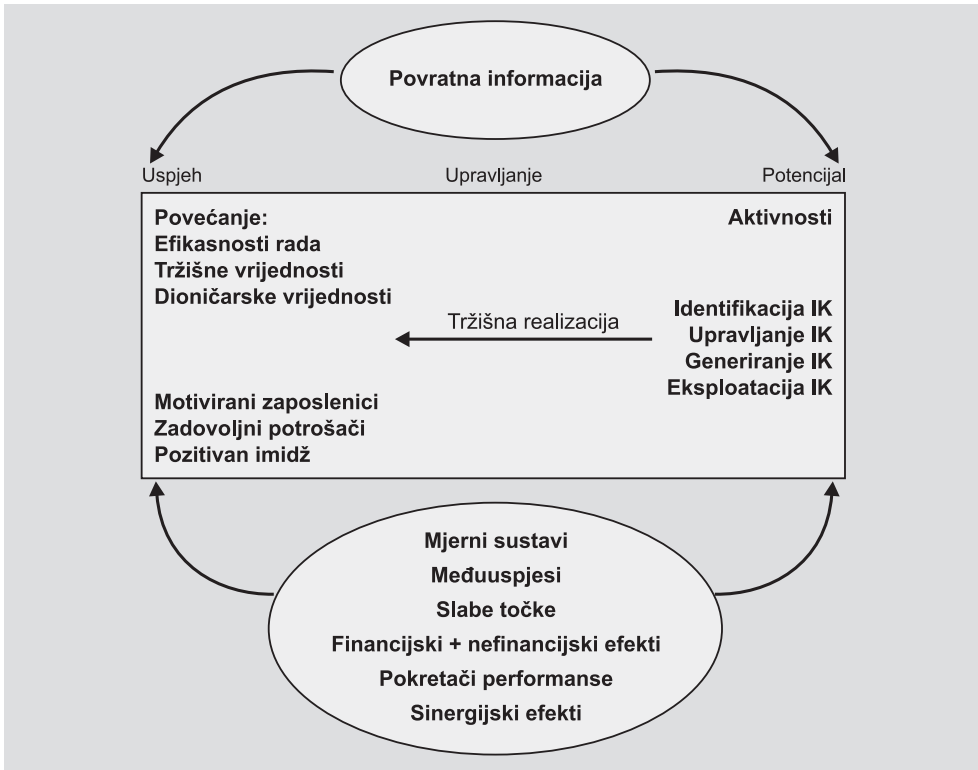 Povratna informacija
Uspjeh
Upravljanje
Potencijal
Povećanje:
Efikasnosti rada
Tržišne vrijednosti
Dioničarske vrijednosti
Motivirani zaposlenici
Zadovoljni potrošači
Pozitivan imidž
Tržišna realizacija
Aktivnosti
Identifikacija IK
Upravljanje IK
Generiranje IK
Eksploatacija IK
Mjerni sustavi
Međuuspjesi
Slabe točke
Financijski + nefinancijski efekti
Pokretači performanse
Sinergijski efekti